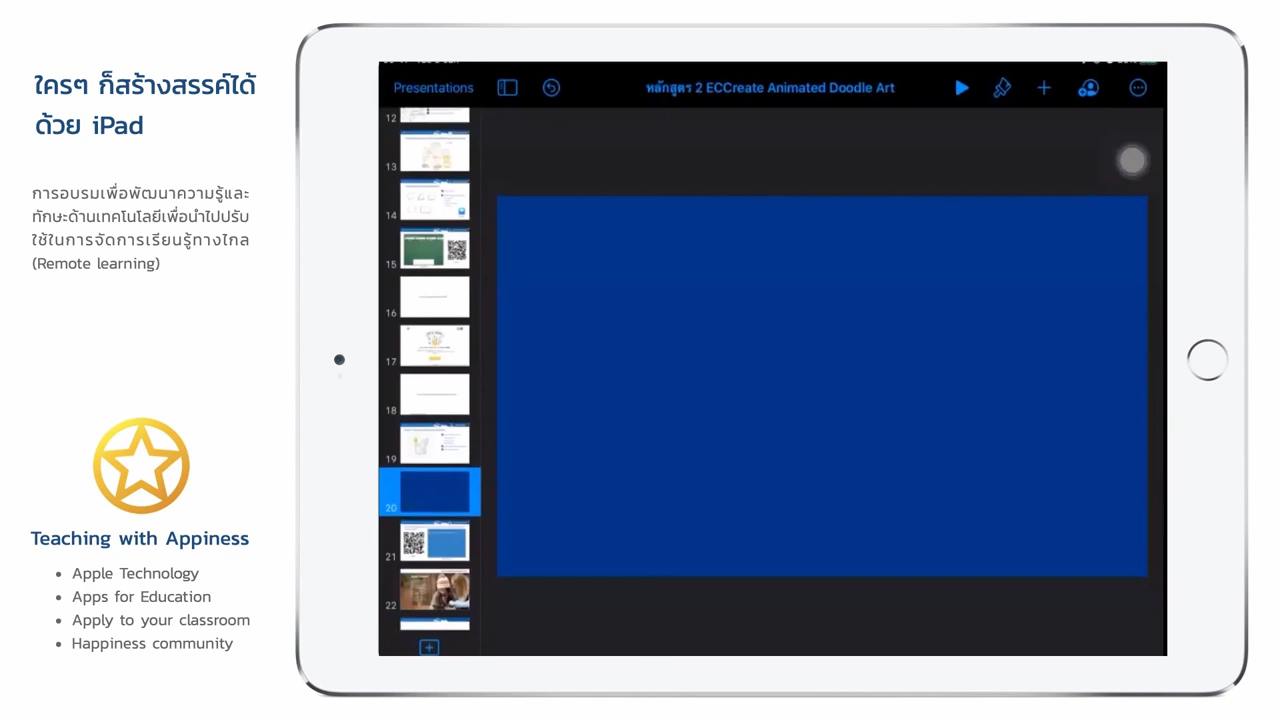 ใครๆ ก็สร้างสรรค์ได้
ด้วย iPad
การอบรมเพื่อพัฒนาความรู้และ
ทักษะด้านเทคโนโลยีเพื่อนำไปปรับ
ใช้ในการจัดการเรียนรู้ทางไกล
(Remote learning)
Teaching with Appiness
Apple Technology
Apps for Education
Apply to your classroom
Happiness community
Presentations
หลักสูตร 2 ECCreate Animated Doodle Art
12
13
14
15
16
17
18
19
20
21
22